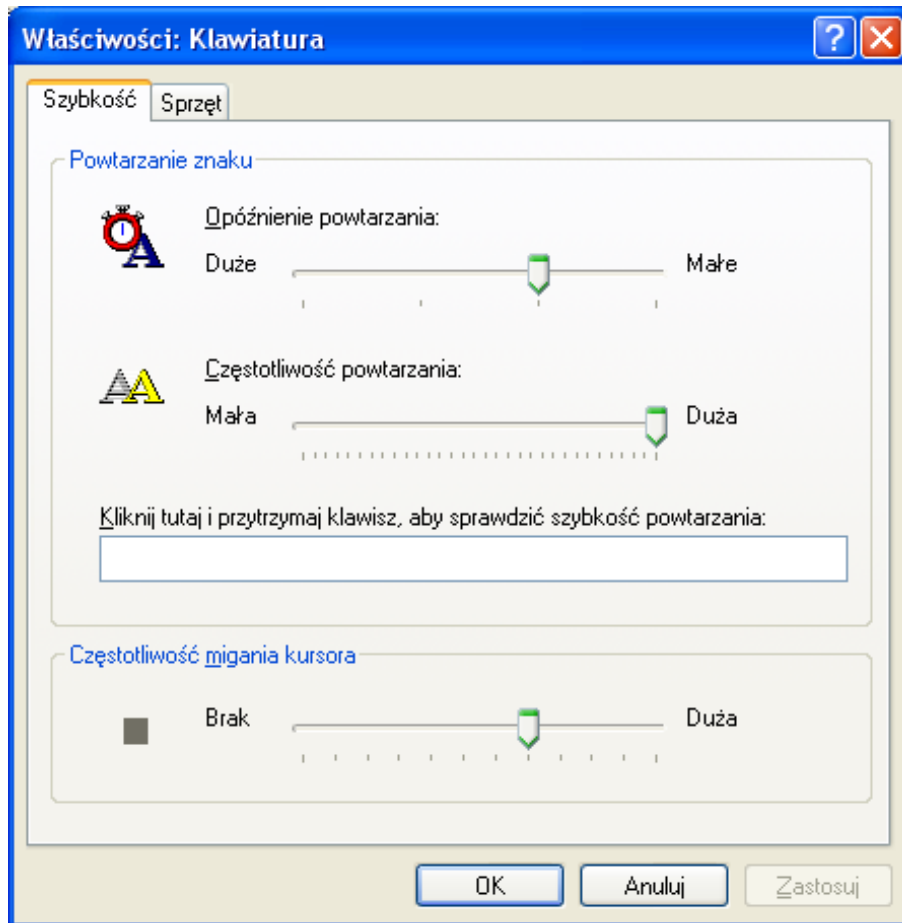 Właściwości: Klawiatura
Szybkość Sprzęt
Powtarzanie znaku
Opóźnienie powtarzania:
Duże Małe
Częstotliwość powtarzania:
Mała Duża
Kliknij tutaj i przytrzymaj klawisz, aby sprawdzić szybkość powtarzania:
Częstotliwość migania kursora
Brak Duża
OK Anuluj Zastosuj